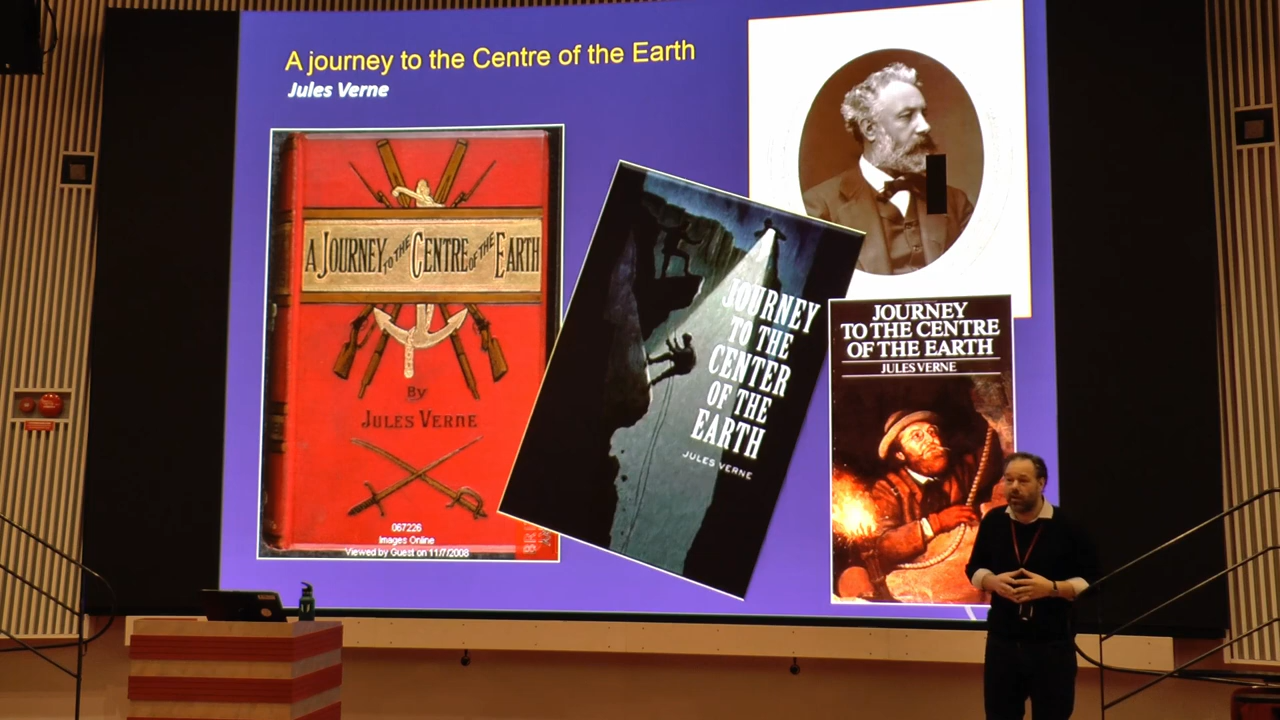 A journey to the Centre of the Earth
Jules Verne
A JOURNEY TO THE CENTRE OF THE EARTH
By
JULES VERNE
067226
Images Online
Viewed by Guest on 11/7/2008
JOURNEY
TO THE
CENTER
OF THE
EARTH
JULES VERNE
JOURNEY
TO THE CENTRE
OF THE EARTH
JULES VERNE